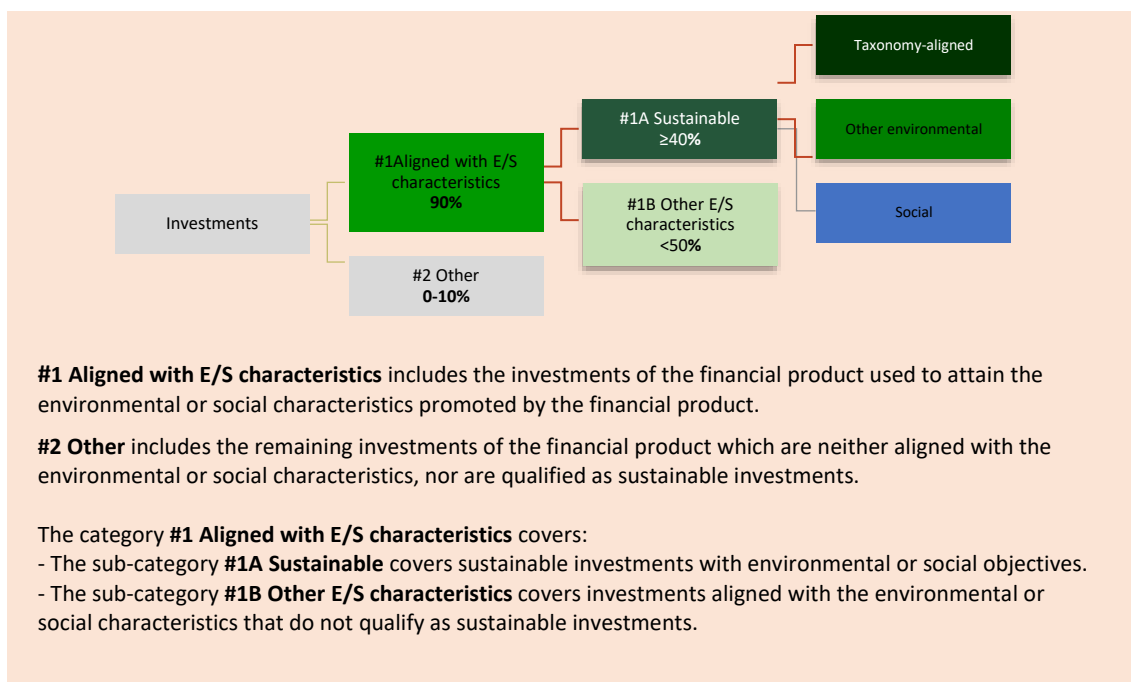 Taxonomy-aligned
#1A Sustainable
≥40%
Other environmental
#1Aligned with E/S
characteristics
90%
#1B Other E/S
characteristics
<50%
Social
Investments
#2 Other
0-10%
#1 Aligned with E/S characteristics includes the investments of the financial product used to attain the
environmental or social characteristics promoted by the financial product.
#2 Other includes the remaining investments of the financial product which are neither aligned with the
environmental or social characteristics, nor are qualified as sustainable investments.
The category #1 Aligned with E/S characteristics covers:
- The sub-category #1A Sustainable covers sustainable investments with environmental or social objectives.
- The sub-category #1B Other E/S characteristics covers investments aligned with the environmental or
social characteristics that do not qualify as sustainable investments.